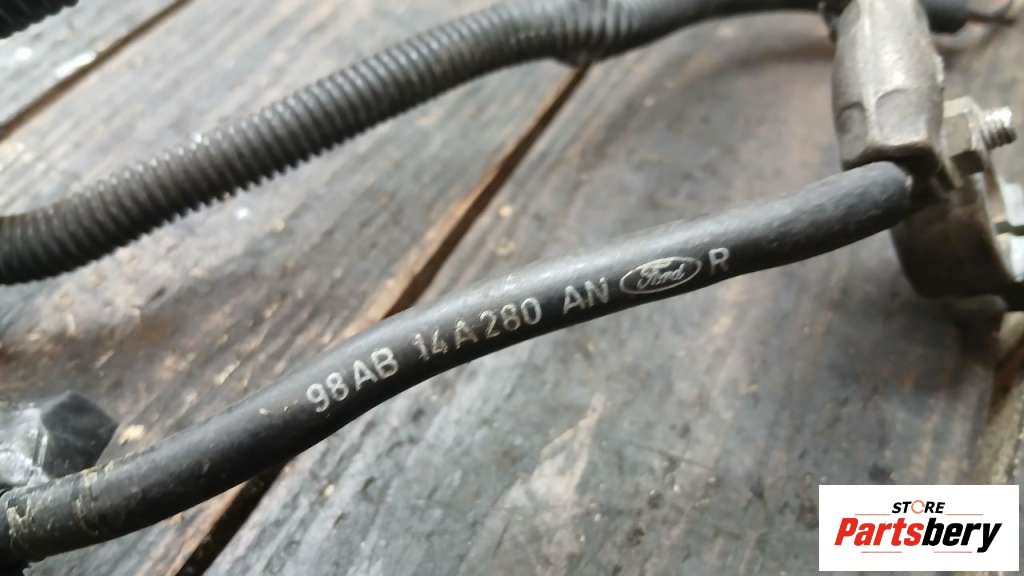 98AB 14A280 AN Ford R
STORE
Partsbery